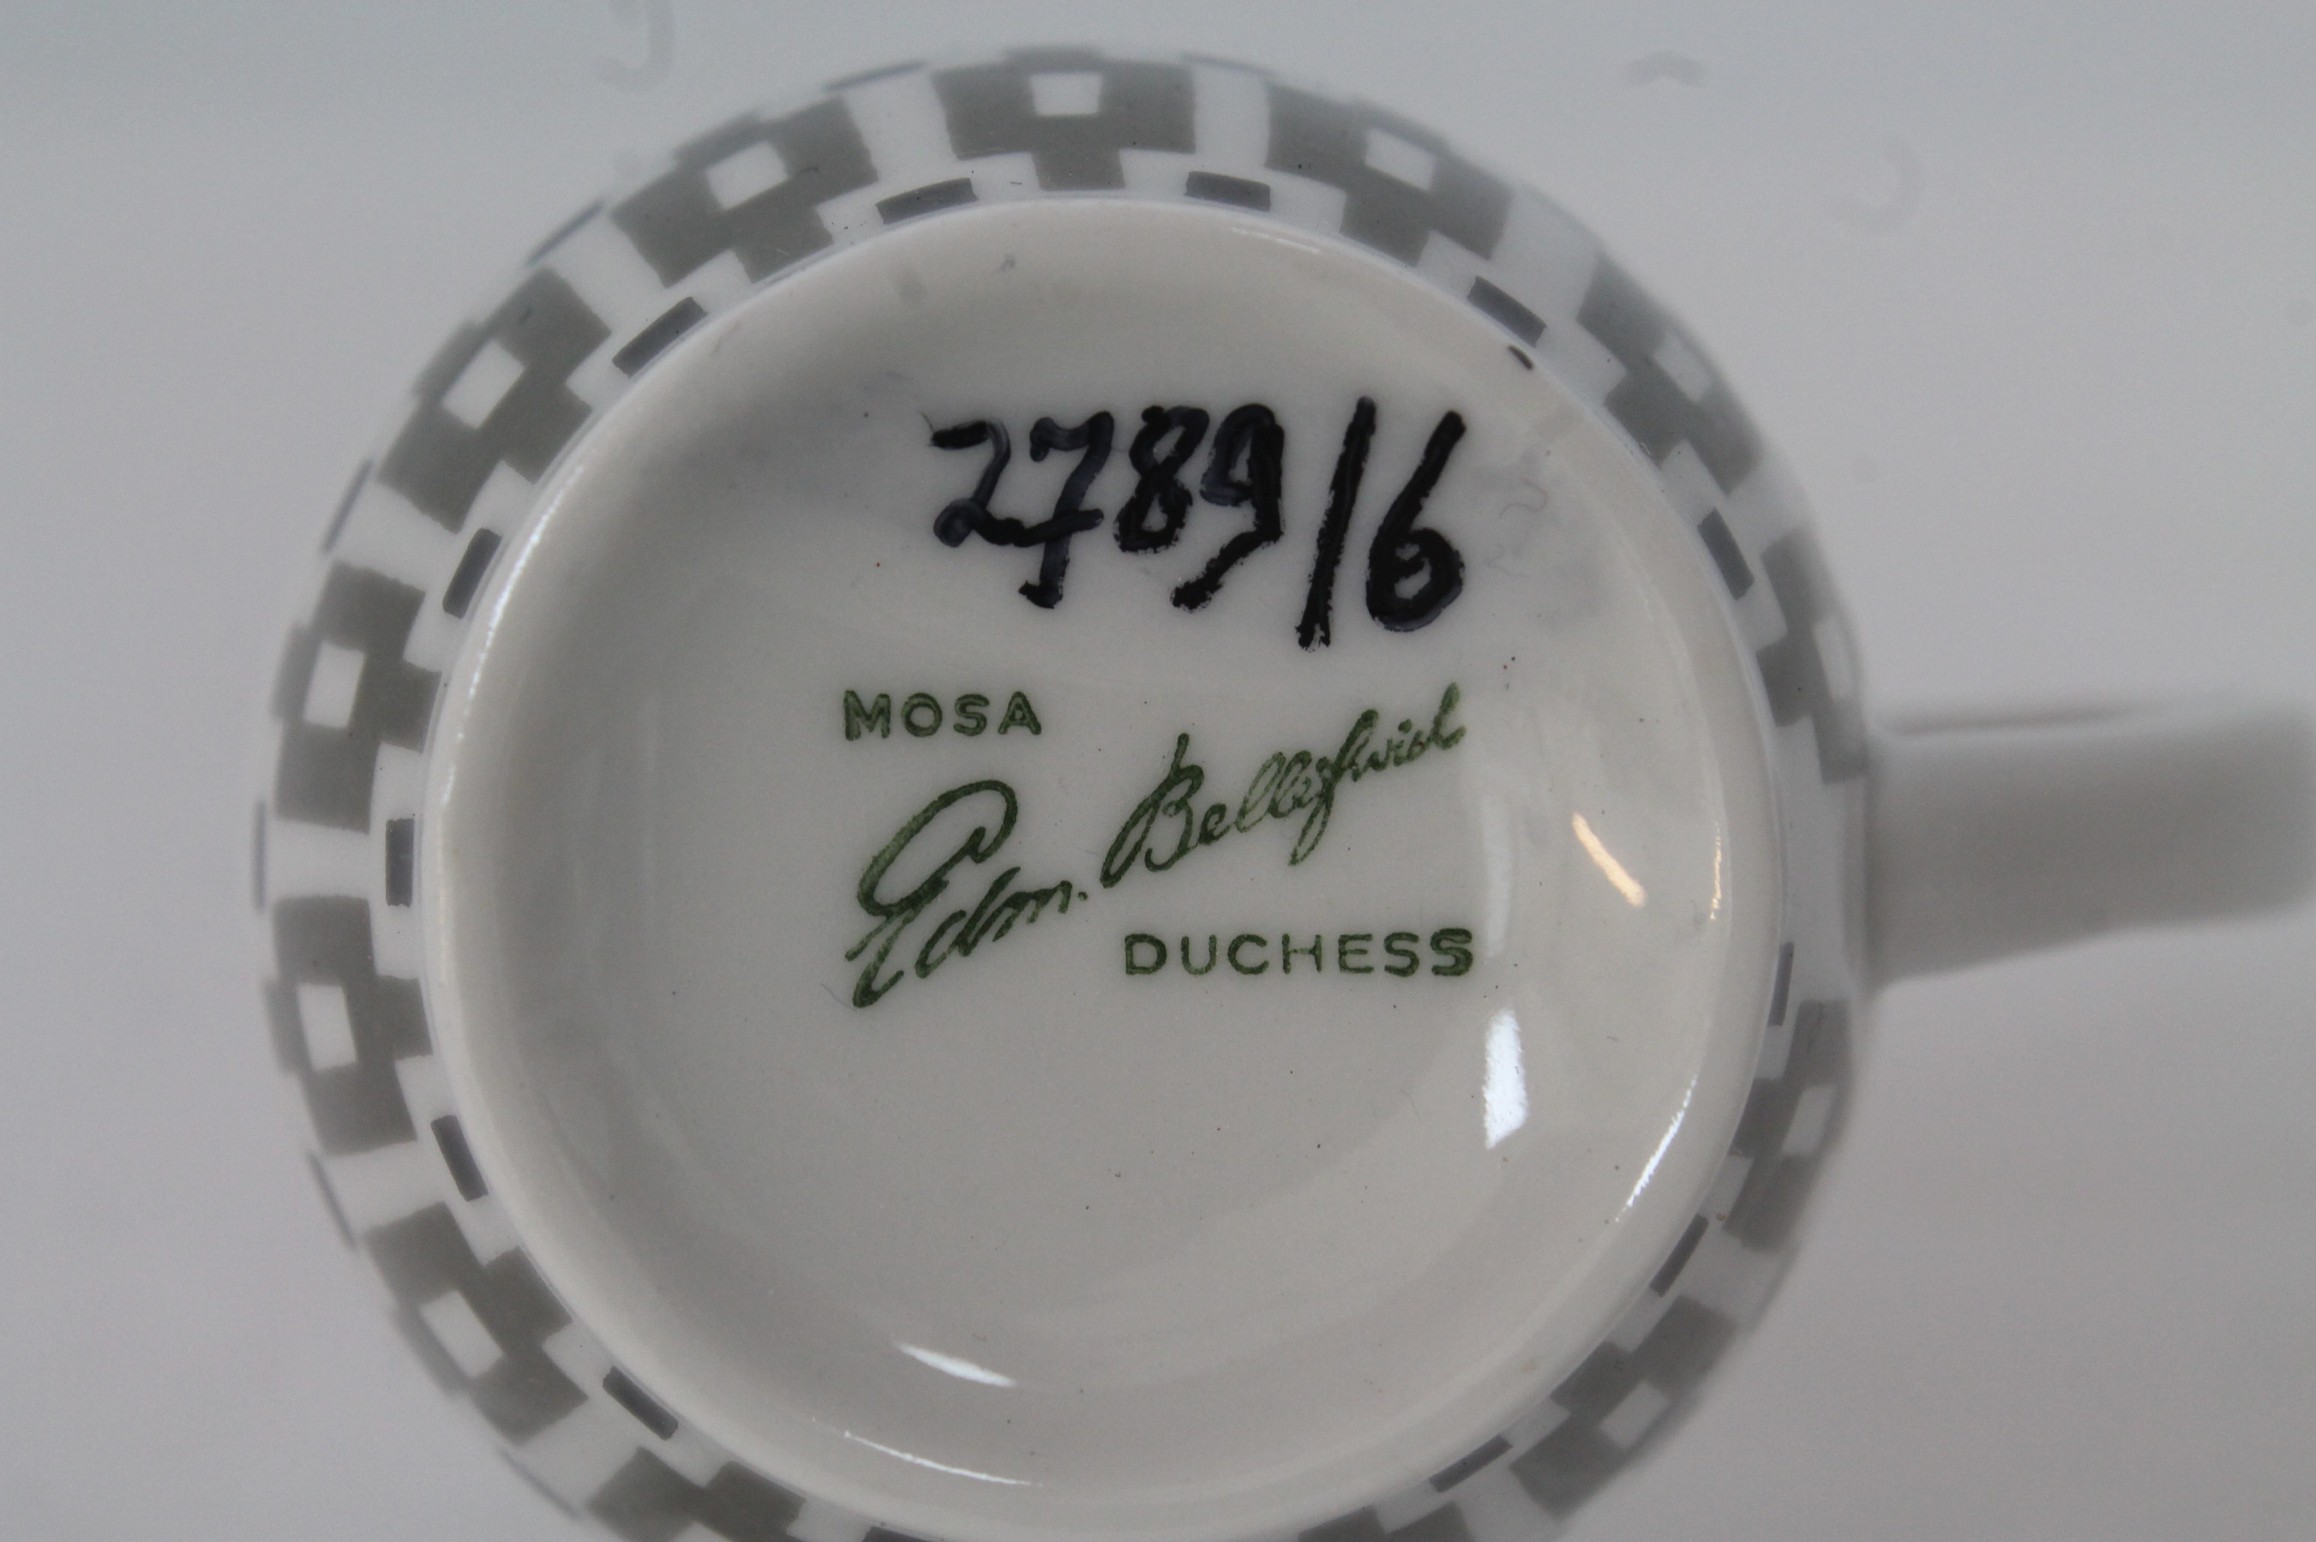 2789/6
MOSA
Edm. Bellefroid
DUCHESS